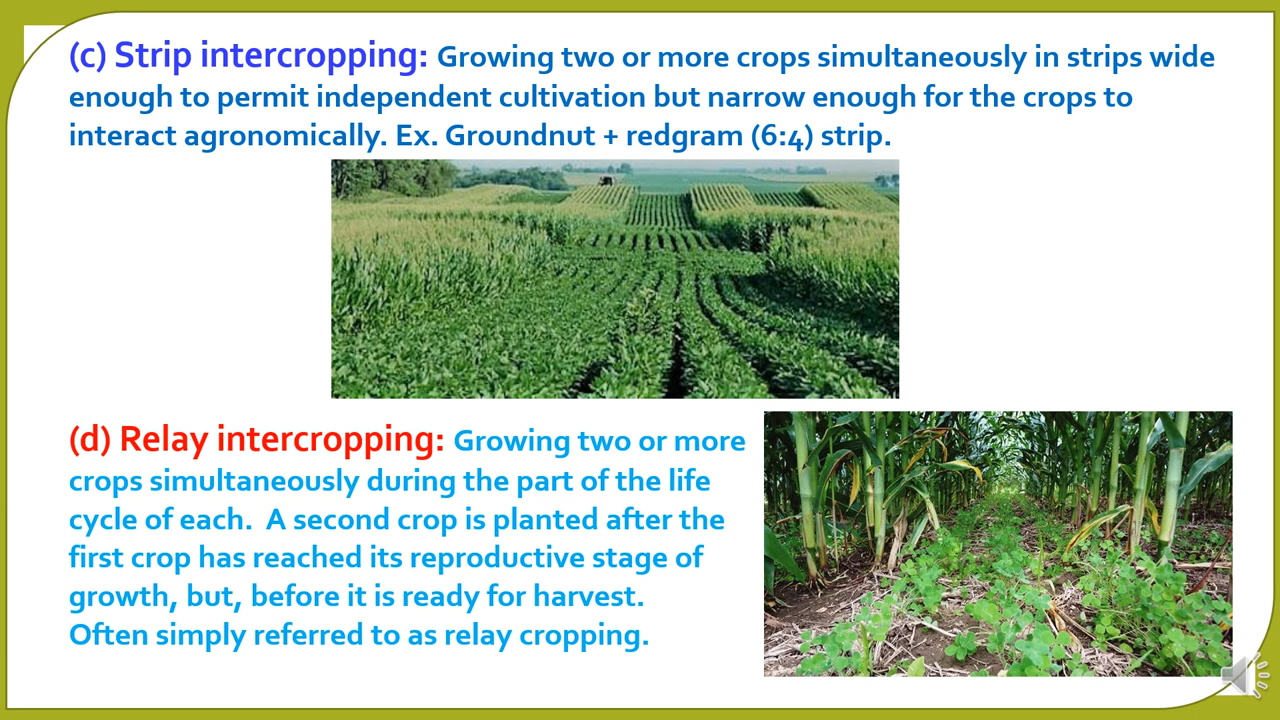 (c) Strip intercropping: Growing two or more crops simultaneously in strips wide
enough to permit independent cultivation but narrow enough for the crops to
interact agronomically. Ex. Groundnut + redgram (6:4) strip.
(d) Relay intercropping: Growing two or more
crops simultaneously during the part of the life
cycle of each. A second crop is planted after the
first crop has reached its reproductive stage of
growth, but, before it is ready for harvest.
Often simply referred to as relay cropping.